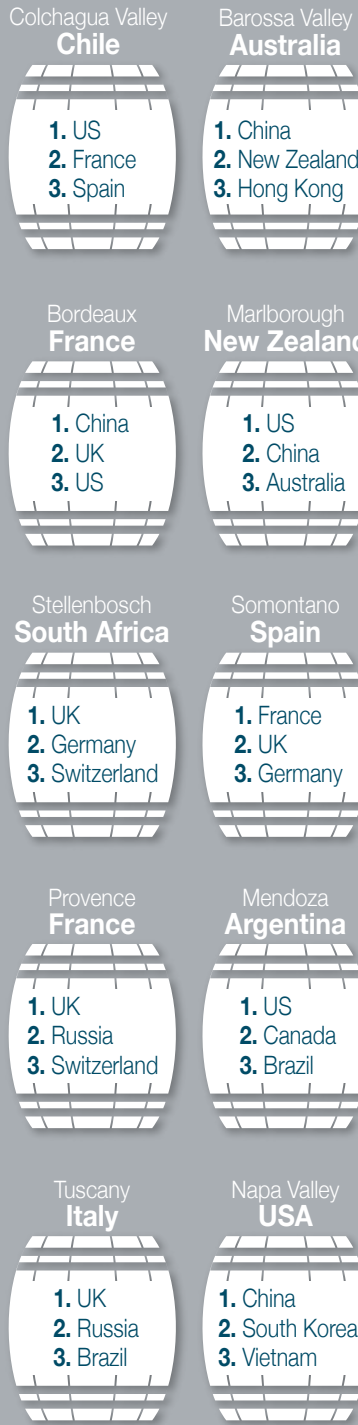 Colchagua Valley
Chile
1. US
2. France
3. Spain
Barossa Valley
Australia
1. China
2. New Zealand
3. Hong Kong
Bordeaux
France
1. China
2. UK
3. US
Marlborough
New Zealand
1. US
2. China
3. Australia
Stellenbosch
South Africa
1. UK
2. Germany
3. Switzerland
Somontano
Spain
1. France
2. UK
3. Germany
Provence
France
1. UK
2. Russia
3. Switzerland
Mendoza
Argentina
1. US
2. Canada
3. Brazil
Tuscany
Italy
1. UK
2. Russia
3. Brazil
Napa Valley
USA
1. China
2. South Korea
3. Vietnam